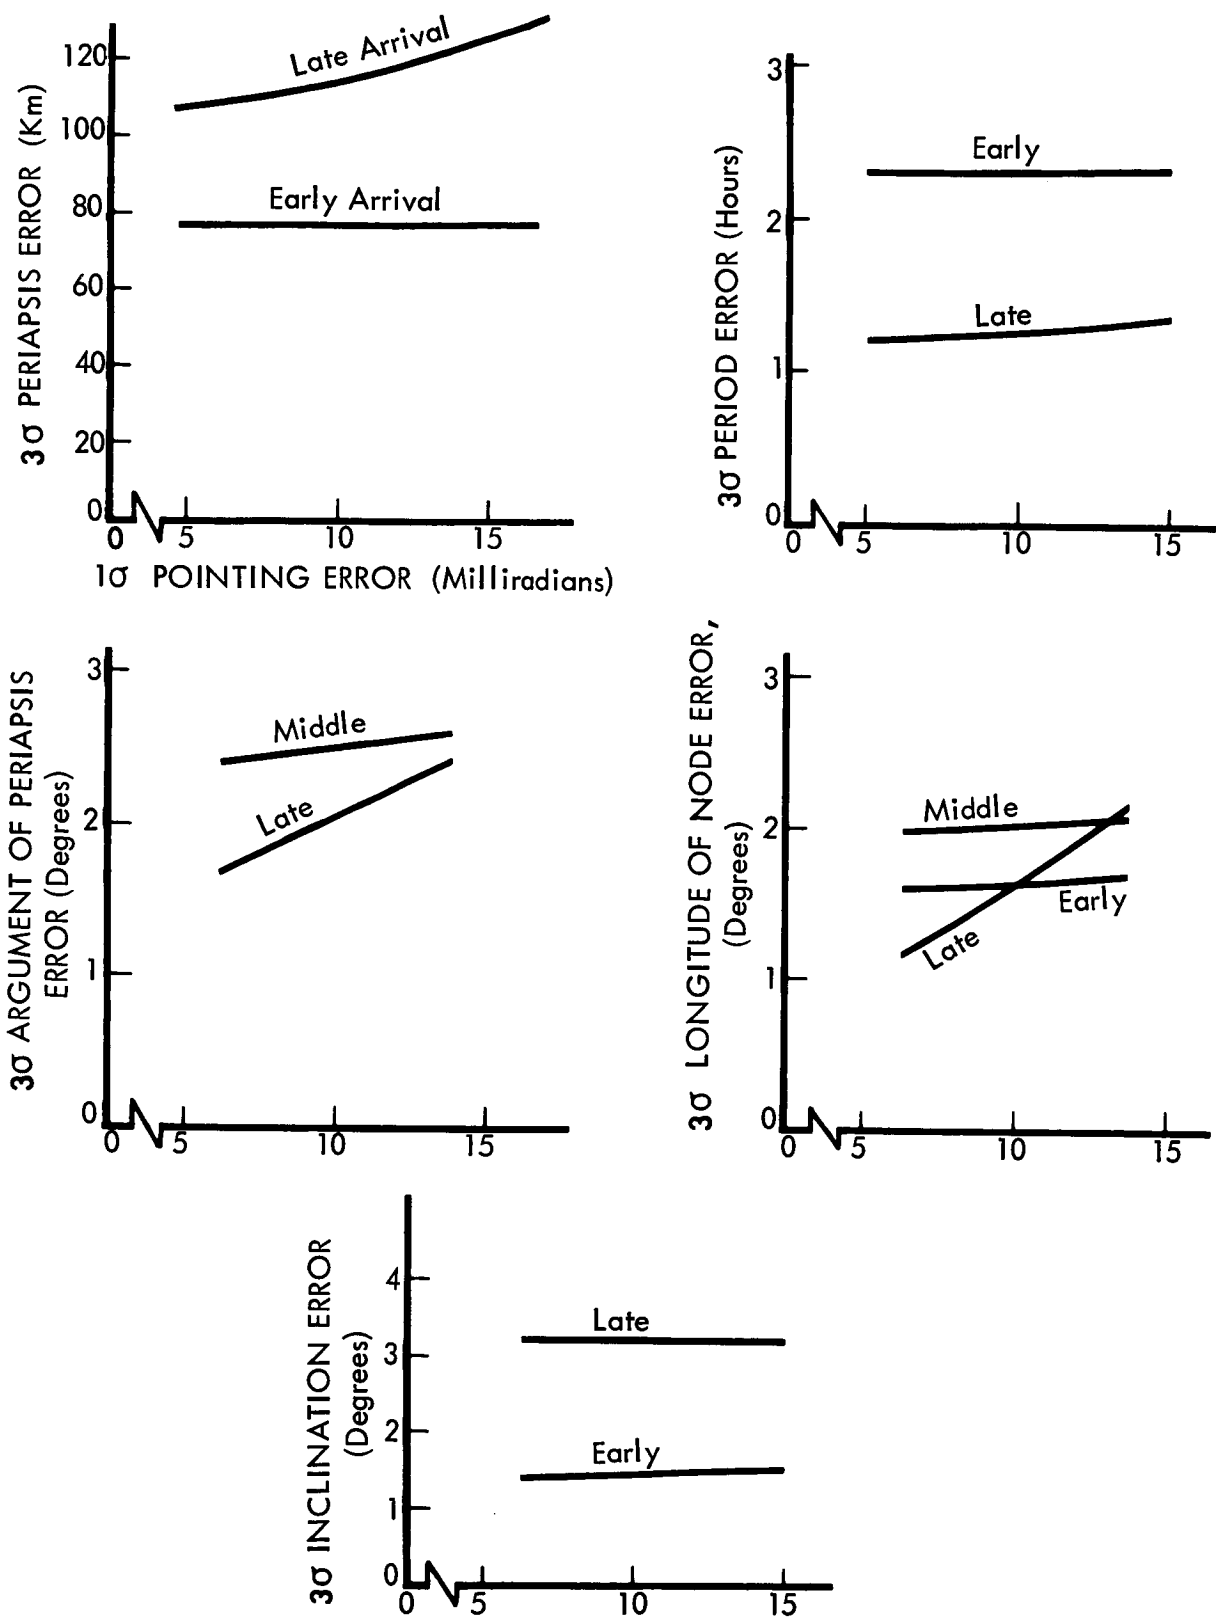 3σ PERIAPSIS ERROR (Km)
120
100
80
60
40
20
0
Late Arrival
Early Arrival
0 5 10 15
1σ POINTING ERROR (Milliradians)
3σ PERIOD ERROR (Hours)
3
2
1
0
Early
Late
0 5 10 15
3σ ARGUMENT OF PERIAPSIS
ERROR (Degrees)
3
2
1
0
Middle
Late
0 5 10 15
3σ LONGITUDE OF NODE ERROR,
(Degrees)
3
2
1
0
Middle
Early
Late
0 5 10 15
3σ INCLINATION ERROR
(Degrees)
4
3
2
1
0
Late
Early
0 5 10 15